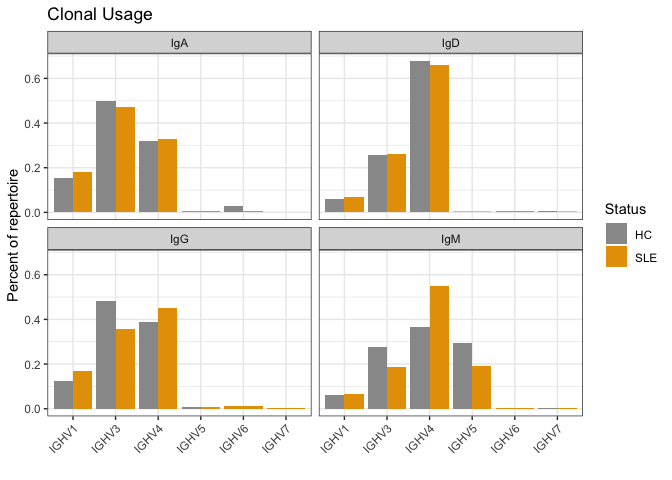 Clonal Usage
IgA
IgD
0.6
0.4
0.2
0.0
IgG
IgM
0.6
0.4
0.2
0.0
IGHV1
IGHV3
IGHV4
IGHV5
IGHV6
IGHV7
IGHV1
IGHV3
IGHV4
IGHV5
IGHV6
IGHV7
Percent of repertoire
Status
HC
SLE